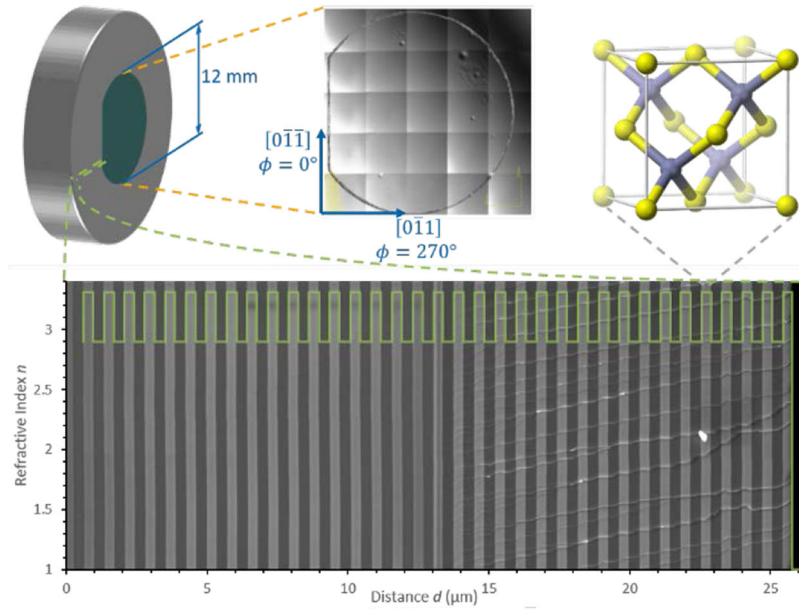 12 mm
[01̅1̅]
ϕ = 0°
[01̅1]
ϕ = 270°
Refractive Index n
3
2.5
2
1.5
1
0 5 10 15 20 25
Distance d (μm)